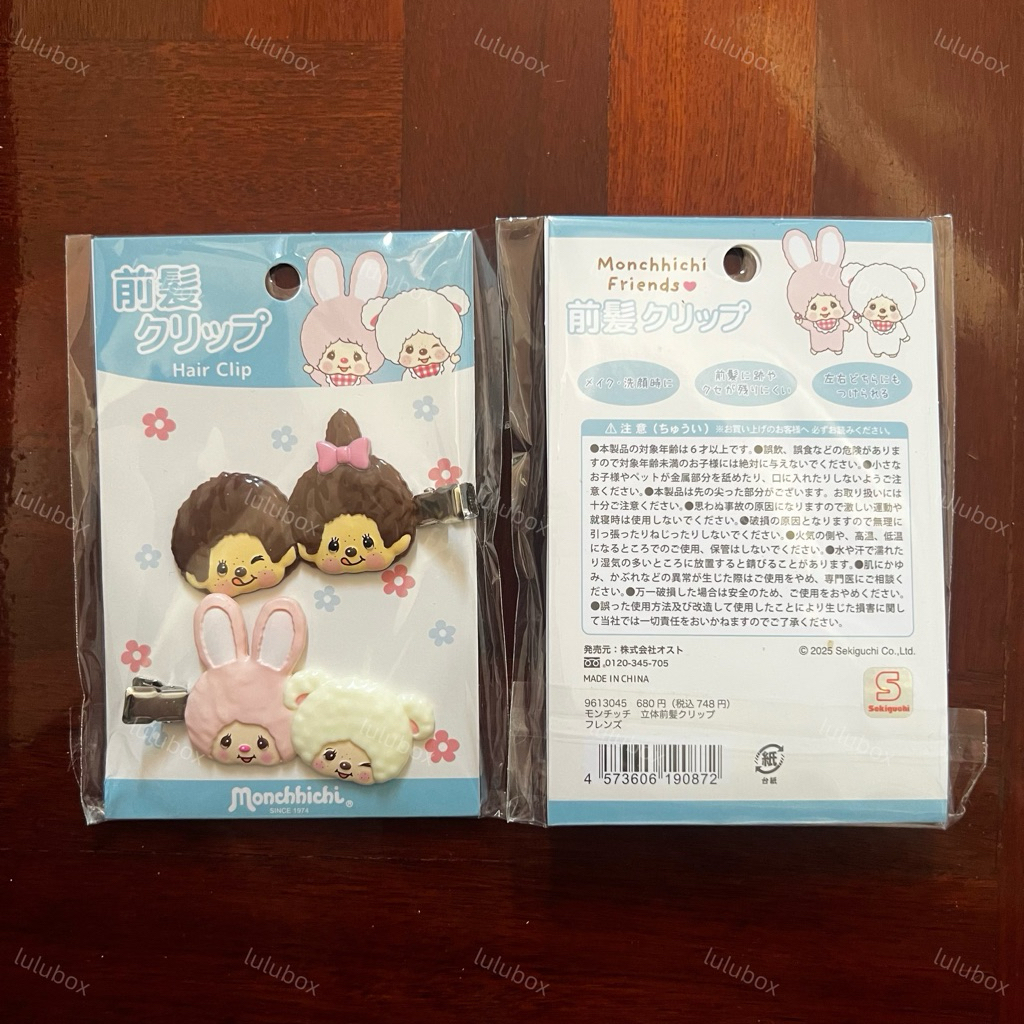 lulubox
lulubox
lulubox
lulubox
lulubox
前髪
クリップ
Hair Clip
Monchhichi®
SINCE 1974
Monchhichi
Friends
前髪クリップ
メイク・洗顔時に
前髪に跡や
クセが残りにくい
左右どちらにも
つけられる
⚠注意（ちゅうい）※お買い上げのお客様へ 必ずお読みください。
●本製品の対象年齢は6才以上です。●誤飲、誤食などの危険がありま
すので対象年齢未満のお子様には絶対に与えないでください。●小さな
お子様やペットが金属部分を舐めたり、口に入れたりしないようご注
意ください。●本製品は先の尖った部分がございます。お取り扱いには
十分ご注意ください。●思わぬ事故の原因になりますので激しい運動や
就寝時は使用しないでください。●破損の原因となりますので無理に
引っ張ったりねじったりしないでください。●火気の側や、高温、低温
になるところでのご使用、保管はしないでください。●水や汗で濡れた
り湿気の多いところに放置すると錆びることがあります。●肌にかゆ
み、かぶれなどの異常が生じた際はご使用をやめ、専門医にご相談く
ださい。●万一破損した場合は安全のため、ご使用をおやめください。
●誤った使用方法及び改造して使用したことにより生じた損害に関し
て当社では一切責任をおいかねますのでご了承ください。
発売元：株式会社オスト
© 2025 Sekiguchi Co.,Ltd.
0120-345-705
MADE IN CHINA
S
Sekiguchi
9613045 680円（税込748円）
モンチッチ 立体前髪クリップ
フレンズ
4 573606 190872
紙
台紙
lulubox
lulubox
lulubox
lulubox
lulubox